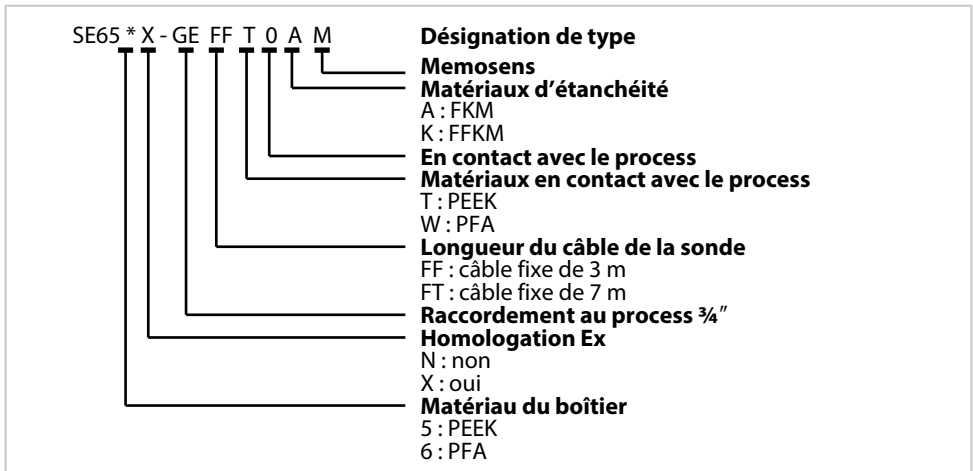 SE65 * X - GE FF T 0 A M
Désignation de type
Memosens
Matériaux d'étanchéité
A : FKM
K : FFKM
En contact avec le process
Matériaux en contact avec le process
T : PEEK
W : PFA
Longueur du câble de la sonde
FF : câble fixe de 3 m
FT : câble fixe de 7 m
Raccordement au process ¾″
Homologation Ex
N : non
X : oui
Matériau du boîtier
5 : PEEK
6 : PFA